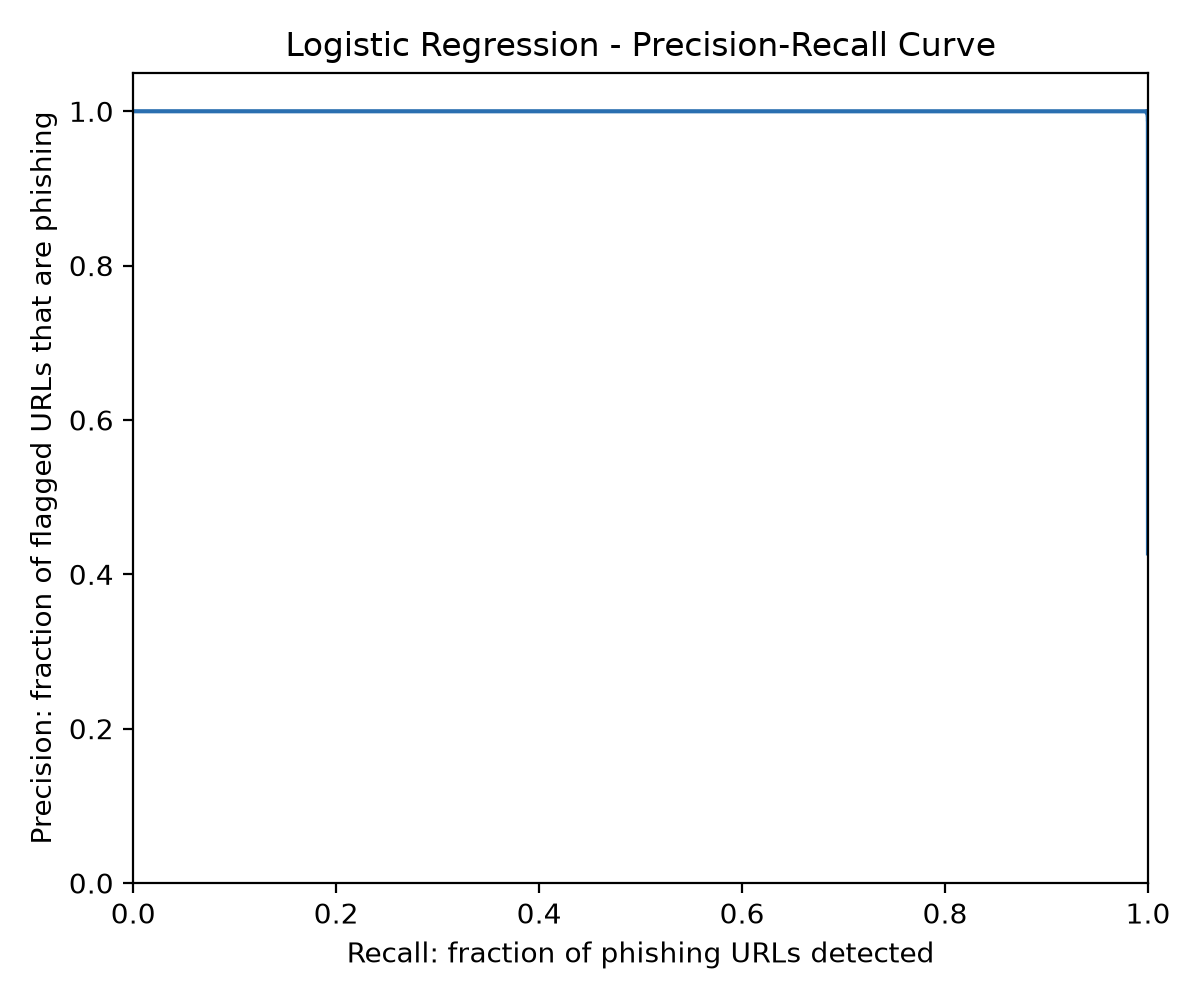 Logistic Regression - Precision-Recall Curve
Precision: fraction of flagged URLs that are phishing
1.0
0.8
0.6
0.4
0.2
0.0
0.0 0.2 0.4 0.6 0.8 1.0
Recall: fraction of phishing URLs detected